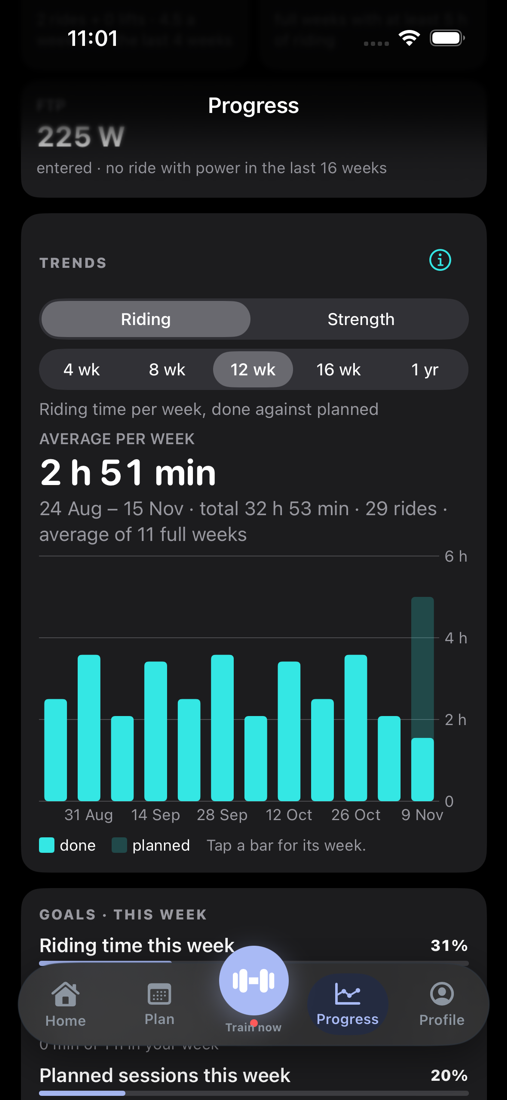 11:01
Progress
FTP
225 W
entered · no ride with power in the last 16 weeks
TRENDS
Riding
Strength
4 wk
8 wk
12 wk
16 wk
1 yr
Riding time per week, done against planned
AVERAGE PER WEEK
2 h 51 min
24 Aug – 15 Nov · total 32 h 53 min · 29 rides ·
average of 11 full weeks
6 h
4 h
2 h
0
31 Aug
14 Sep
28 Sep
12 Oct
26 Oct
9 Nov
done
planned
Tap a bar for its week.
GOALS · THIS WEEK
Riding time this week
31%
Home
Plan
Train now
Progress
Profile
Planned sessions this week
20%